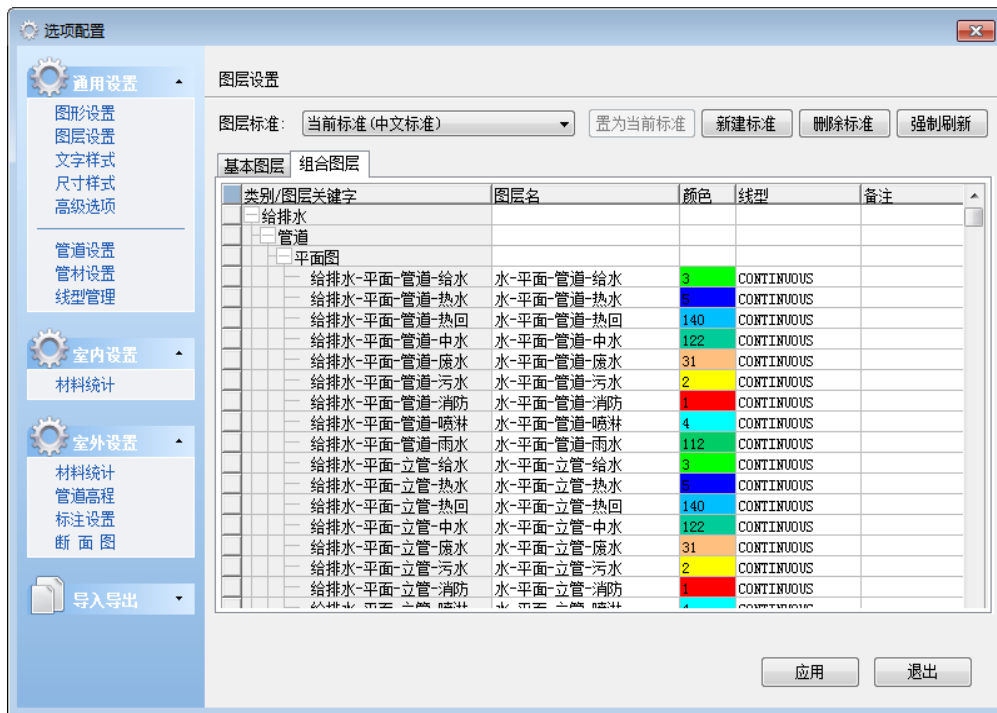 选项配置
通用设置
图形设置
图层设置
文字样式
尺寸样式
高级选项
管道设置
管材设置
线型管理
室内设置
材料统计
室外设置
材料统计
管道高程
标注设置
断 面 图
导入导出
图层设置
图层标准: 当前标准(中文标准) 置为当前标准 新建标准 删除标准 强制刷新
基本图层 组合图层
类别/图层关键字 图层名 颜色 线型 备注
给排水
管道
平面图
给排水-平面-管道-给水 水-平面-管道-给水 3 CONTINUOUS
给排水-平面-管道-热水 水-平面-管道-热水 5 CONTINUOUS
给排水-平面-管道-热回 水-平面-管道-热回 140 CONTINUOUS
给排水-平面-管道-中水 水-平面-管道-中水 122 CONTINUOUS
给排水-平面-管道-废水 水-平面-管道-废水 31 CONTINUOUS
给排水-平面-管道-污水 水-平面-管道-污水 2 CONTINUOUS
给排水-平面-管道-消防 水-平面-管道-消防 1 CONTINUOUS
给排水-平面-管道-喷淋 水-平面-管道-喷淋 4 CONTINUOUS
给排水-平面-管道-雨水 水-平面-管道-雨水 112 CONTINUOUS
给排水-平面-立管-给水 水-平面-立管-给水 3 CONTINUOUS
给排水-平面-立管-热水 水-平面-立管-热水 5 CONTINUOUS
给排水-平面-立管-热回 水-平面-立管-热回 140 CONTINUOUS
给排水-平面-立管-中水 水-平面-立管-中水 122 CONTINUOUS
给排水-平面-立管-废水 水-平面-立管-废水 31 CONTINUOUS
给排水-平面-立管-污水 水-平面-立管-污水 2 CONTINUOUS
给排水-平面-立管-消防 水-平面-立管-消防 1 CONTINUOUS
给排水-平面-立管-喷淋 水-平面-立管-喷淋 4 CONTINUOUS
应用 退出